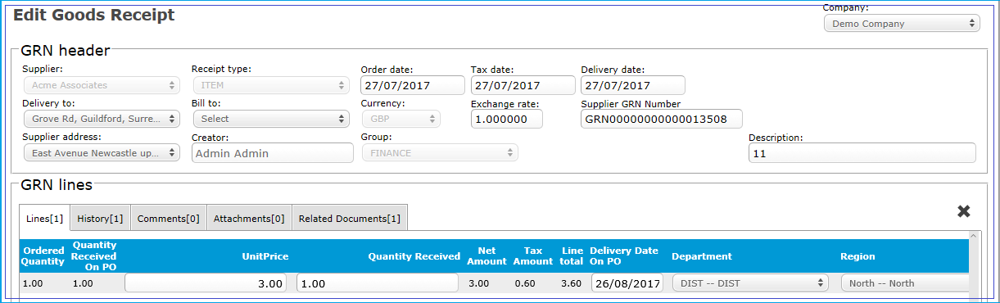 Edit Goods Receipt
Company:
Demo Company
GRN header
Supplier: Receipt type: Order date: Tax date: Delivery date:
Acme Associates ITEM 27/07/2017 27/07/2017 27/07/2017
Delivery to: Bill to: Currency: Exchange rate: Supplier GRN Number
Grove Rd, Guildford, Surre... Select GBP 1.000000 GRN00000000000013508
Supplier address: Creator: Group: Description:
East Avenue Newcastle up... Admin Admin FINANCE 11
GRN lines
Lines[1] History[1] Comments[0] Attachments[0] Related Documents[1]
Ordered Quantity Quantity Received On PO UnitPrice Quantity Received Net Amount Tax Amount Line total Delivery Date On PO Department Region
1.00 1.00 3.00 1.00 3.00 0.60 3.60 26/08/2017 DIST -- DIST North -- North